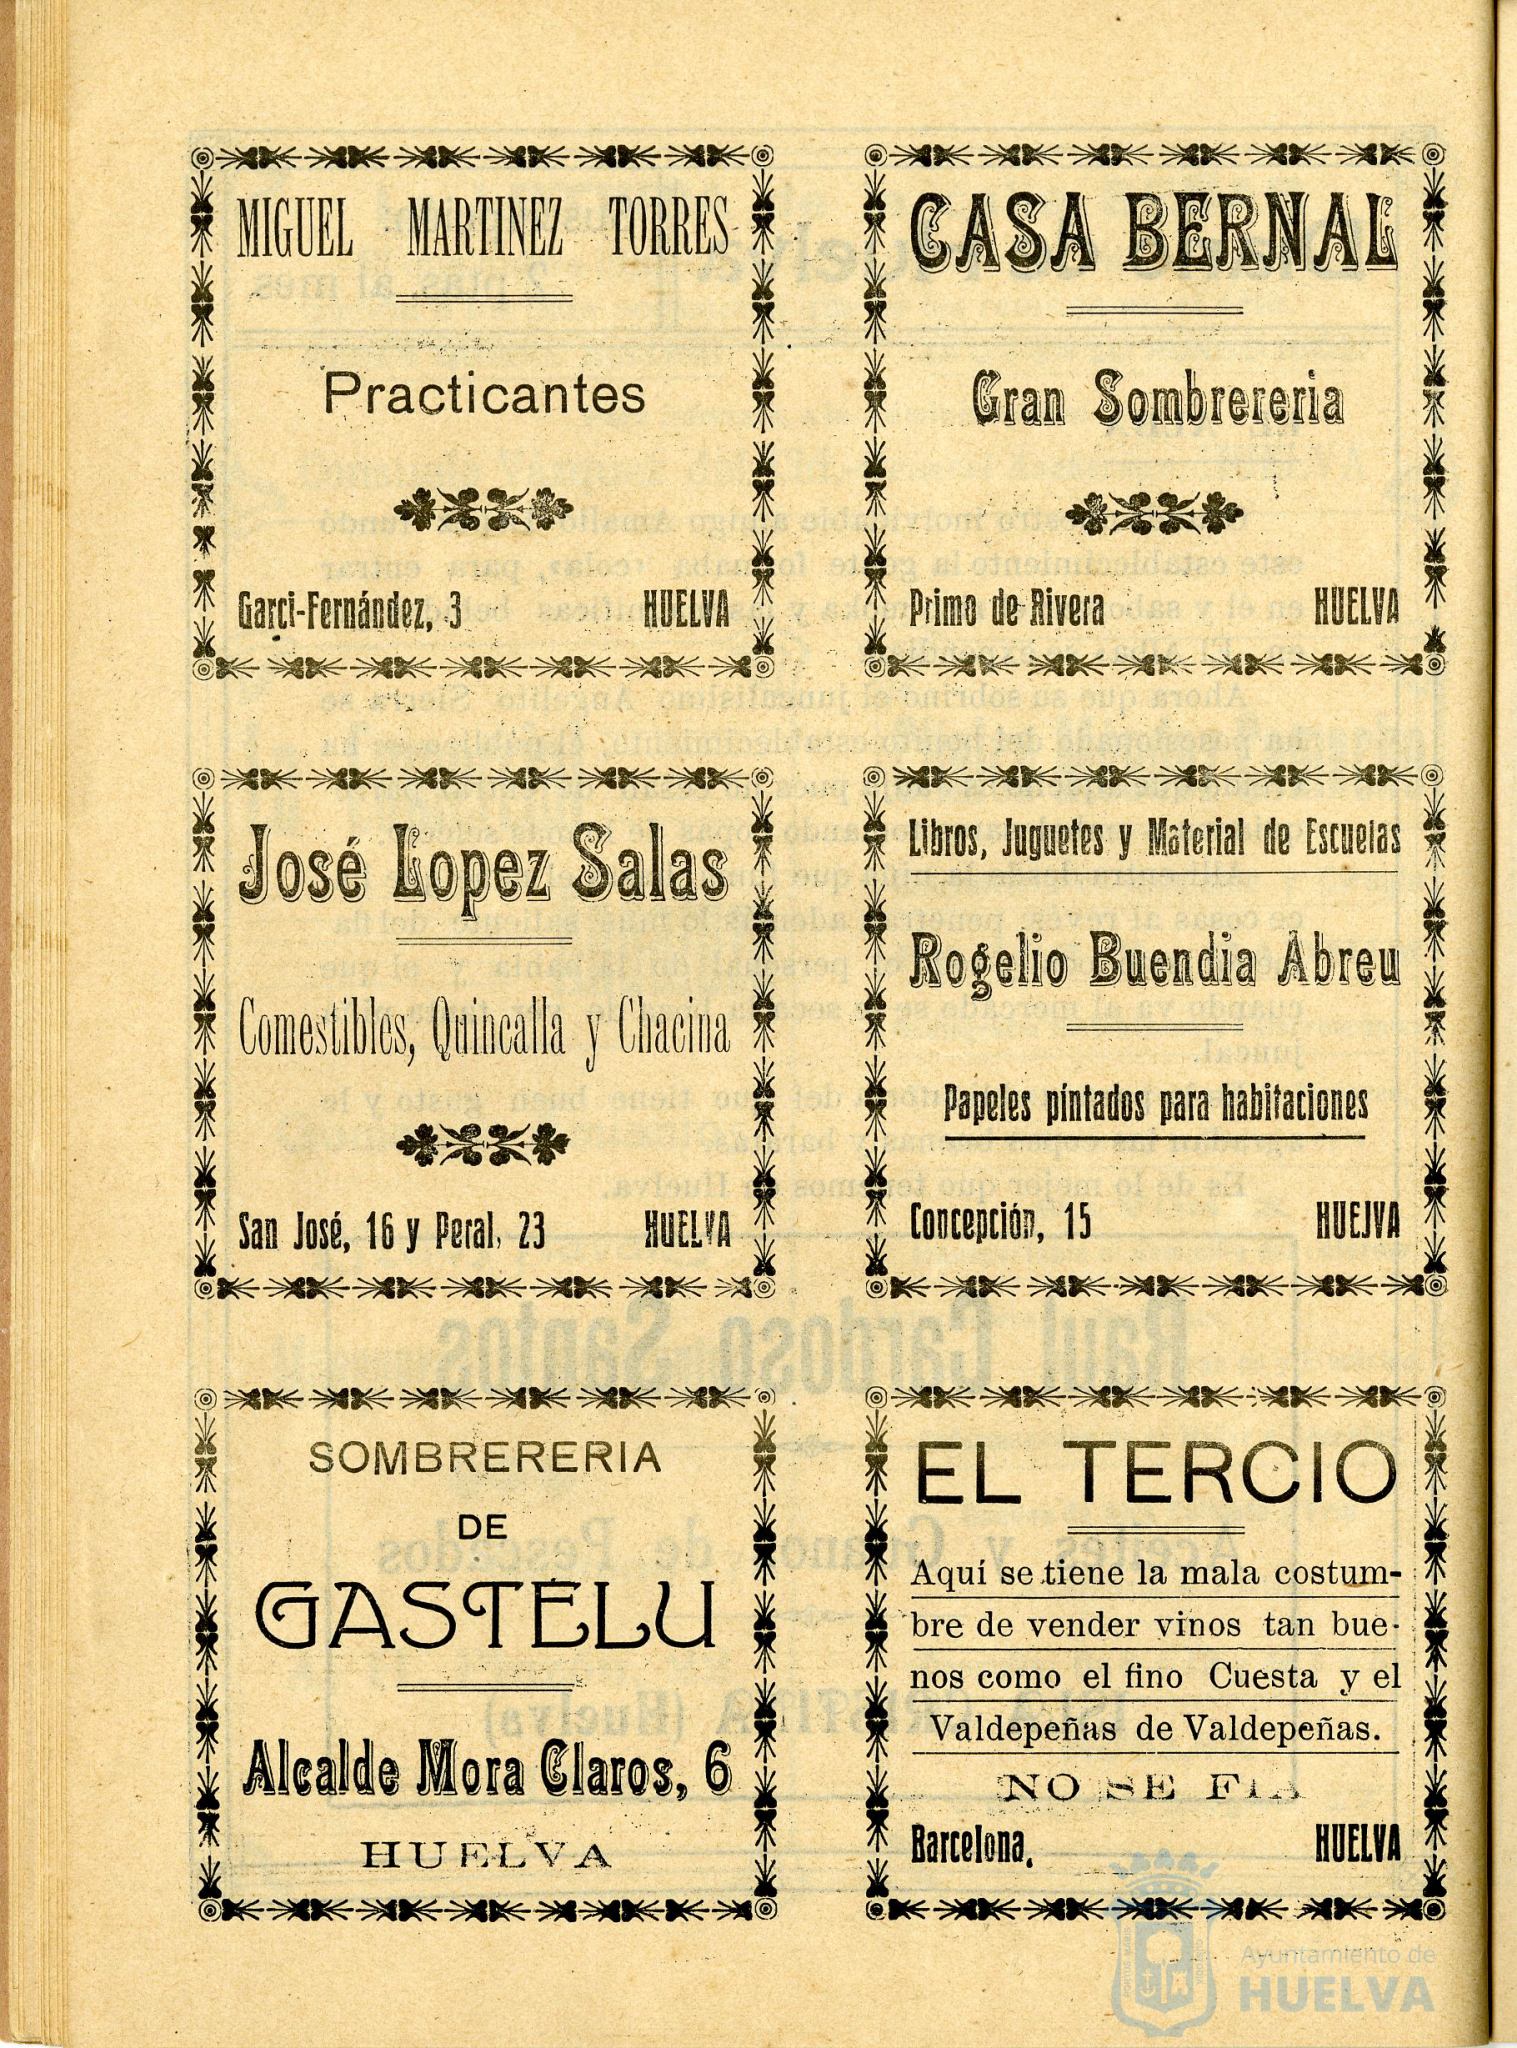 MIGUEL MARTINEZ TORRES
Practicantes
Garci-Fernández, 3 HUELVA
CASA BERNAL
Gran Sombrereria
Primo de Rivera HUELVA
José Lopez Salas
Comestibles, Quincalla y Chacina
San José, 16 y Peral, 23 HUELVA
Libros, Juguetes y Material de Escuelas
Rogelio Buendia Abreu
Papeles pintados para habitaciones
Concepción, 15 HUEJVA
SOMBRERERIA
DE
GASTELU
Alcalde Mora Claros, 6
HUELVA
EL TERCIO
Aquí se tiene la mala costum-
bre de vender vinos tan bue-
nos como el fino Cuesta y el
Valdepeñas de Valdepeñas.
NO SE FIA
Barcelona, HUELVA
Ayuntamiento de
HUELVA